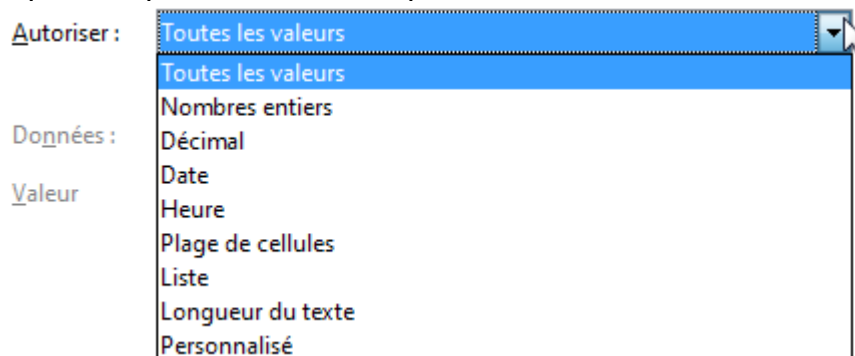 Autoriser : Toutes les valeurs
Toutes les valeurs
Nombres entiers
Données :
Décimal
Date
Valeur
Heure
Plage de cellules
Liste
Longueur du texte
Personnalisé